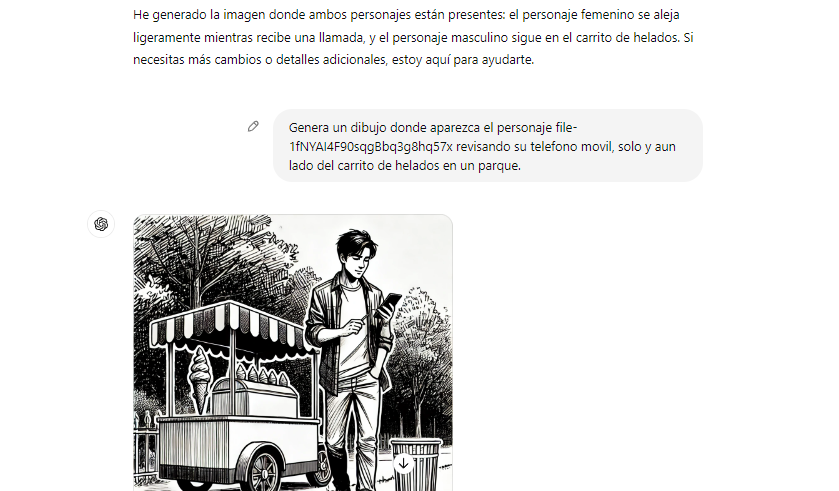 He generado la imagen donde ambos personajes están presentes: el personaje femenino se aleja
ligeramente mientras recibe una llamada, y el personaje masculino sigue en el carrito de helados. Si
necesitas más cambios o detalles adicionales, estoy aquí para ayudarte.
Genera un dibujo donde aparezca el personaje file-
1fNYAI4F90sqgBbq3g8hq57x revisando su telefono movil, solo y aun
lado del carrito de helados en un parque.